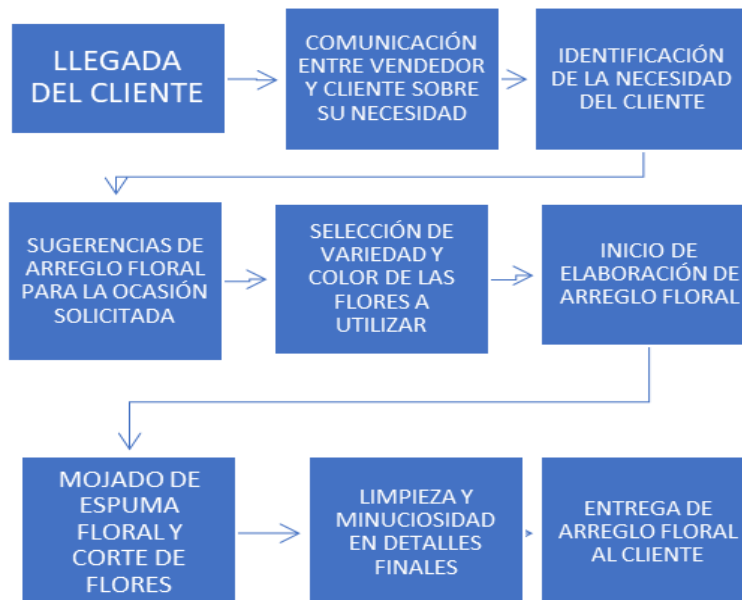 LLEGADA
DEL CLIENTE
COMUNICACIÓN
ENTRE VENDEDOR
Y CLIENTE SOBRE
SU NECESIDAD
IDENTIFICACIÓN
DE LA NECESIDAD
DEL CLIENTE
SUGERENCIAS DE
ARREGLO FLORAL
PARA LA OCASIÓN
SOLICITADA
SELECCIÓN DE
VARIEDAD Y
COLOR DE LAS
FLORES A
UTILIZAR
INICIO DE
ELABORACIÓN DE
ARREGLO FLORAL
MOJADO DE
ESPUMA
FLORAL Y
CORTE DE
FLORES
LIMPIEZA Y
MINUCIOSIDAD
EN DETALLES
FINALES
ENTREGA DE
ARREGLO FLORAL
AL CLIENTE